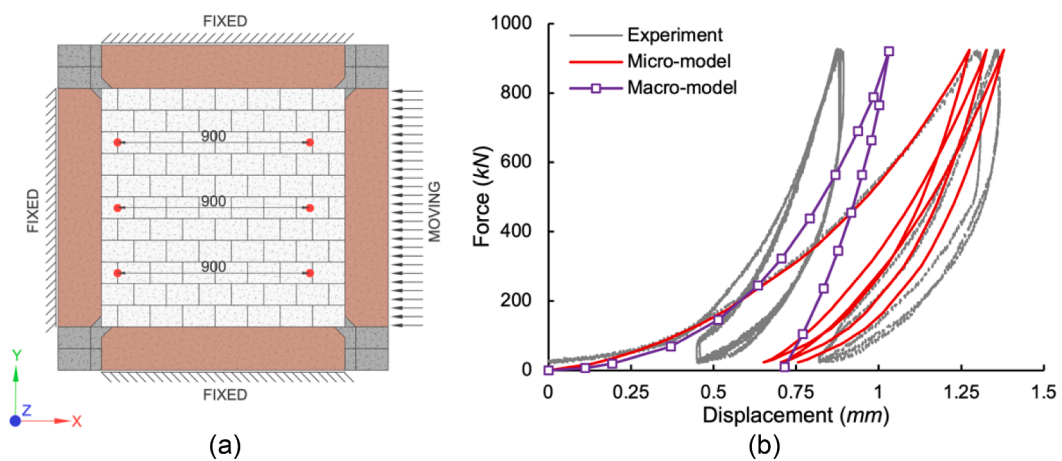 FIXED
900
900
900
FIXED
MOVING
FIXED
Y
Z
X
(a)
(b)
1000
800
600
400
200
0
Force (kN)
Experiment
Micro-model
Macro-model
0 0.25 0.5 0.75 1 1.25 1.5
Displacement (mm)